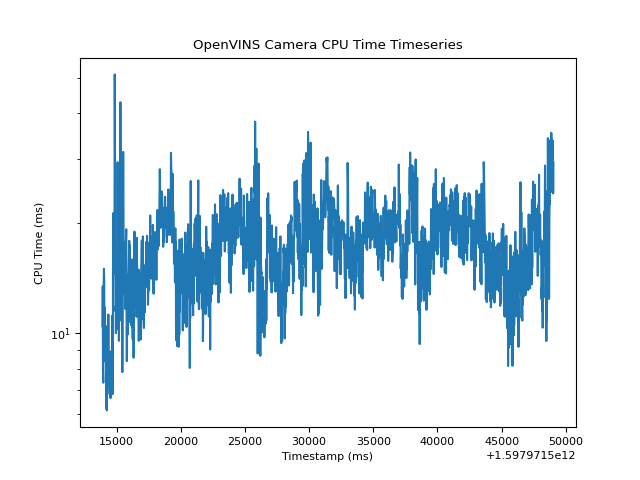 OpenVINS Camera CPU Time Timeseries
CPU Time (ms)
10¹
15000 20000 25000 30000 35000 40000 45000 50000
Timestamp (ms) +1.5979715e12